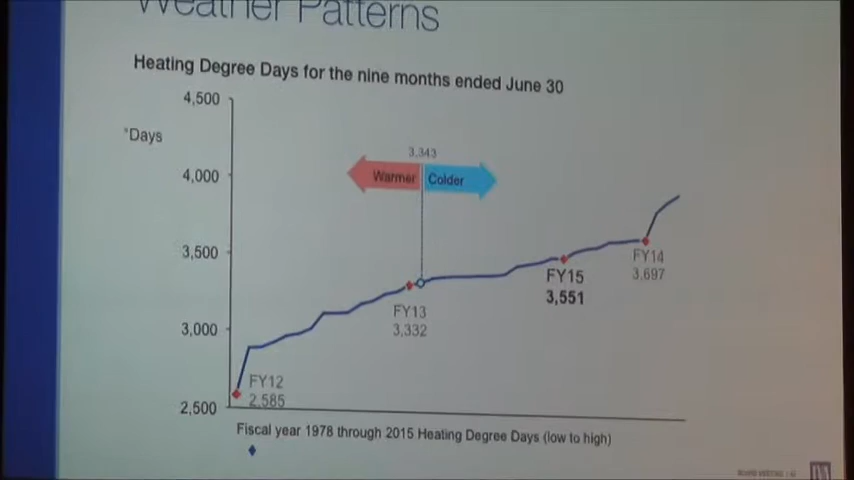 Weather Patterns
Heating Degree Days for the nine months ended June 30
4,500
°Days
3,343
4,000
Warmer
Colder
3,500
FY14
3,697
FY15
3,551
FY13
3,332
3,000
FY12
2,585
2,500
Fiscal year 1978 through 2015 Heating Degree Days (low to high)